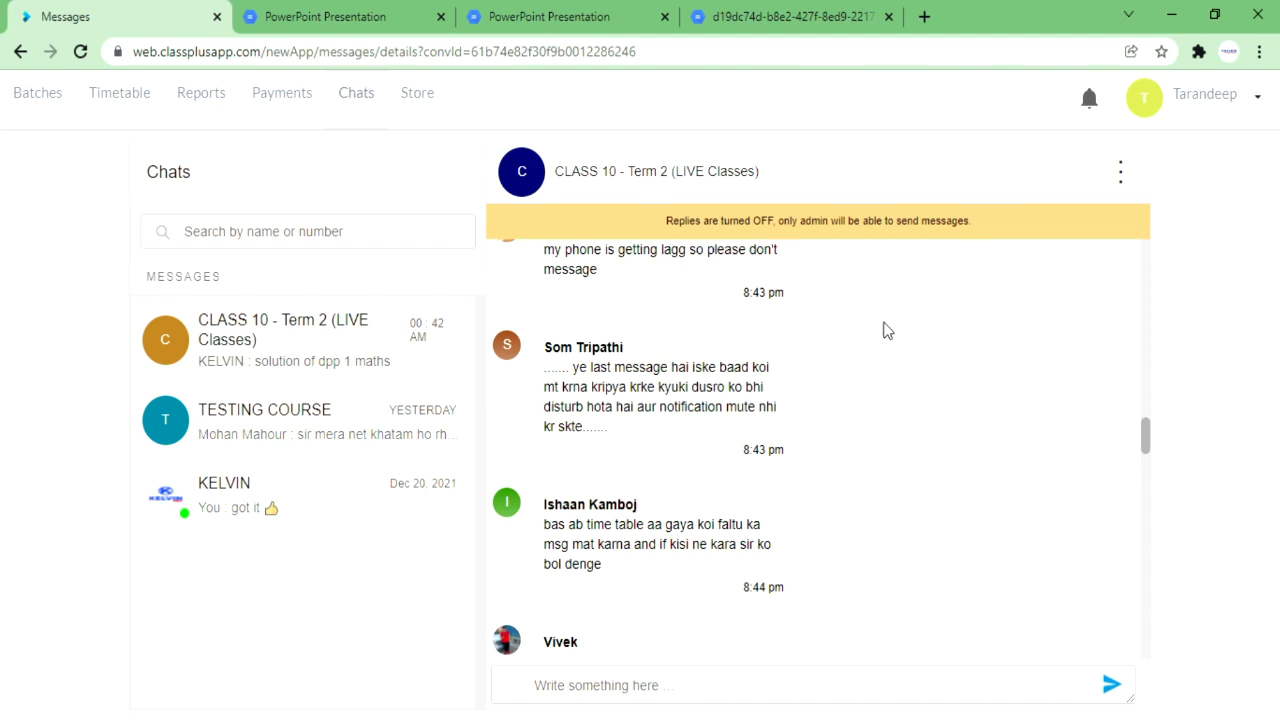 Messages
PowerPoint Presentation
PowerPoint Presentation
d19dc74d-b8e2-427f-8ed9-2217
web.classplusapp.com/newApp/messages/details?convId=61b74e82f30f9b0012286246
Batches Timetable Reports Payments Chats Store
T Tarandeep
Chats
Search by name or number
MESSAGES
C
CLASS 10 - Term 2 (LIVE
Classes)
00 : 42
AM
KELVIN : solution of dpp 1 maths
T
TESTING COURSE
YESTERDAY
Mohan Mahour : sir mera net khatam ho rh…
KELVIN
KELVIN
Dec 20, 2021
You : got it 👍
C
CLASS 10 - Term 2 (LIVE Classes)
Replies are turned OFF, only admin will be able to send messages.
my phone is getting lagg so please don't
message
8:43 pm
S
Som Tripathi
....... ye last message hai iske baad koi
mt krna kripya krke kyuki dusro ko bhi
disturb hota hai aur notification mute nhi
kr skte.......
8:43 pm
I
Ishaan Kamboj
bas ab time table aa gaya koi faltu ka
msg mat karna and if kisi ne kara sir ko
bol denge
8:44 pm
Vivek
Write something here …